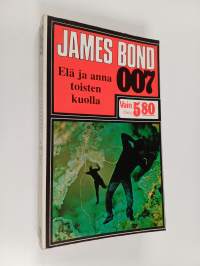 JAMES BOND
007
Elä ja anna
toisten
kuolla
Vain
5.80